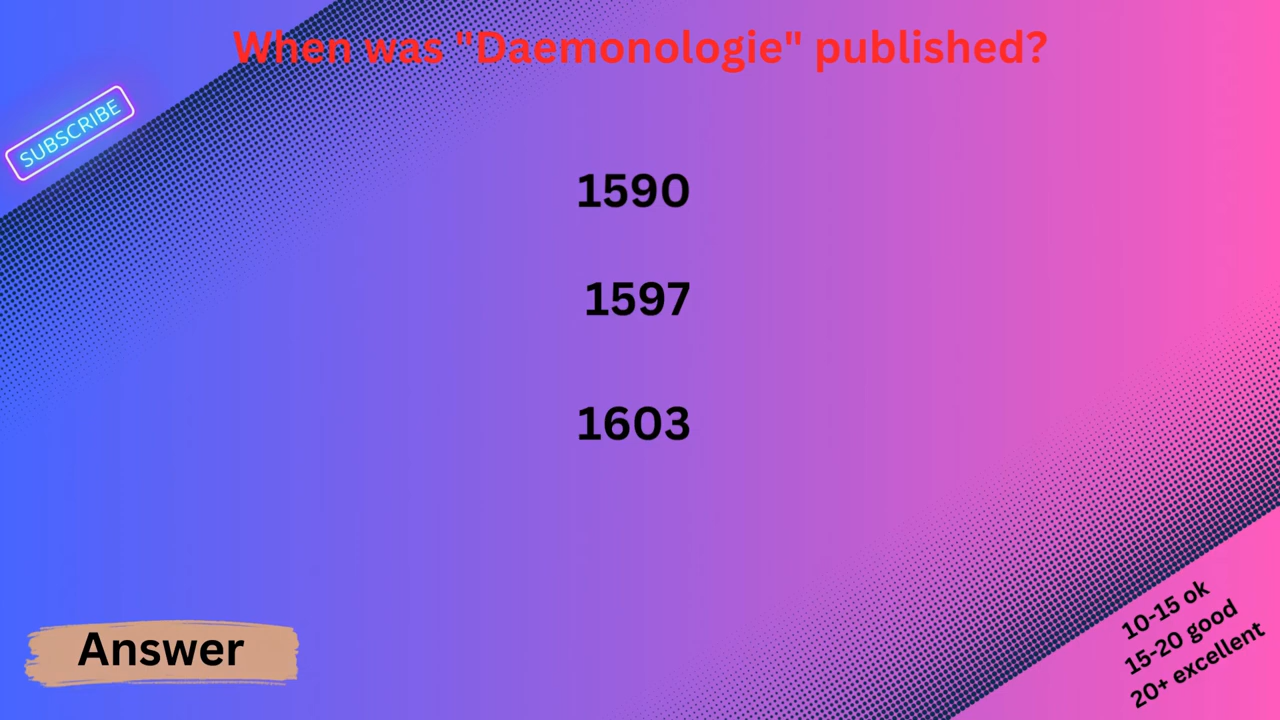 When was "Daemonologie" published?
SUBSCRIBE
1590
1597
1603
Answer
10-15 ok
15-20 good
20+ excellent